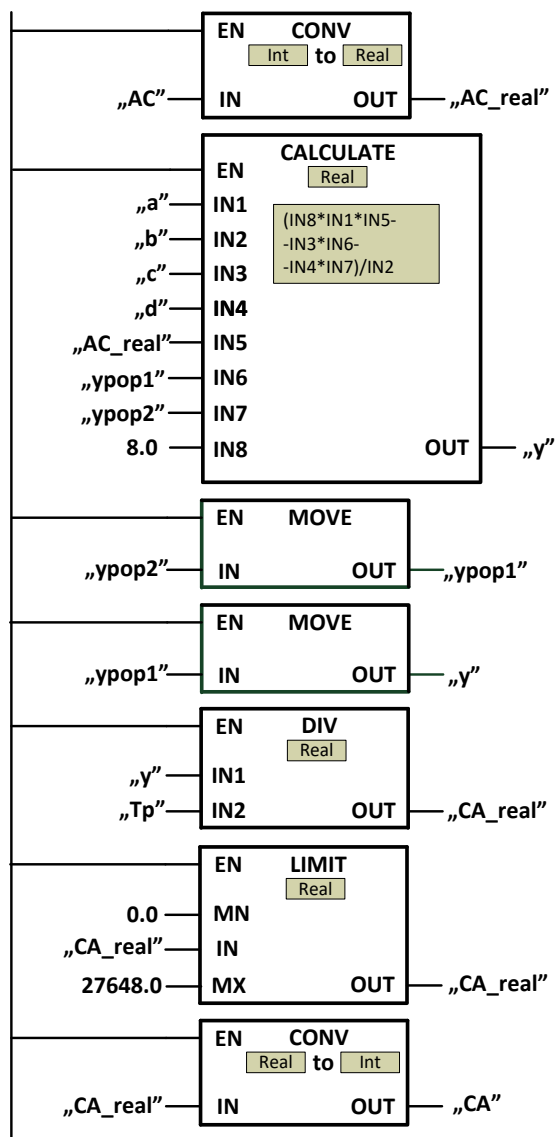 EN CONV
Int to Real
„AC” IN OUT „AC_real”
CALCULATE
EN
Real
„a” IN1
(IN8*IN1*IN5-
„b” IN2
-IN3*IN6-
„c” IN3
-IN4*IN7)/IN2
„d” IN4
„AC_real” IN5
„ypop1” IN6
„ypop2” IN7
8.0 IN8 OUT „y”
EN MOVE
„ypop2” IN OUT „ypop1”
EN MOVE
„ypop1” IN OUT „y”
EN DIV
Real
„y” IN1
„Tp” IN2 OUT „CA_real”
EN LIMIT
Real
0.0 MN
„CA_real” IN
27648.0 MX OUT „CA_real”
EN CONV
Real to Int
„CA_real” IN OUT „CA”